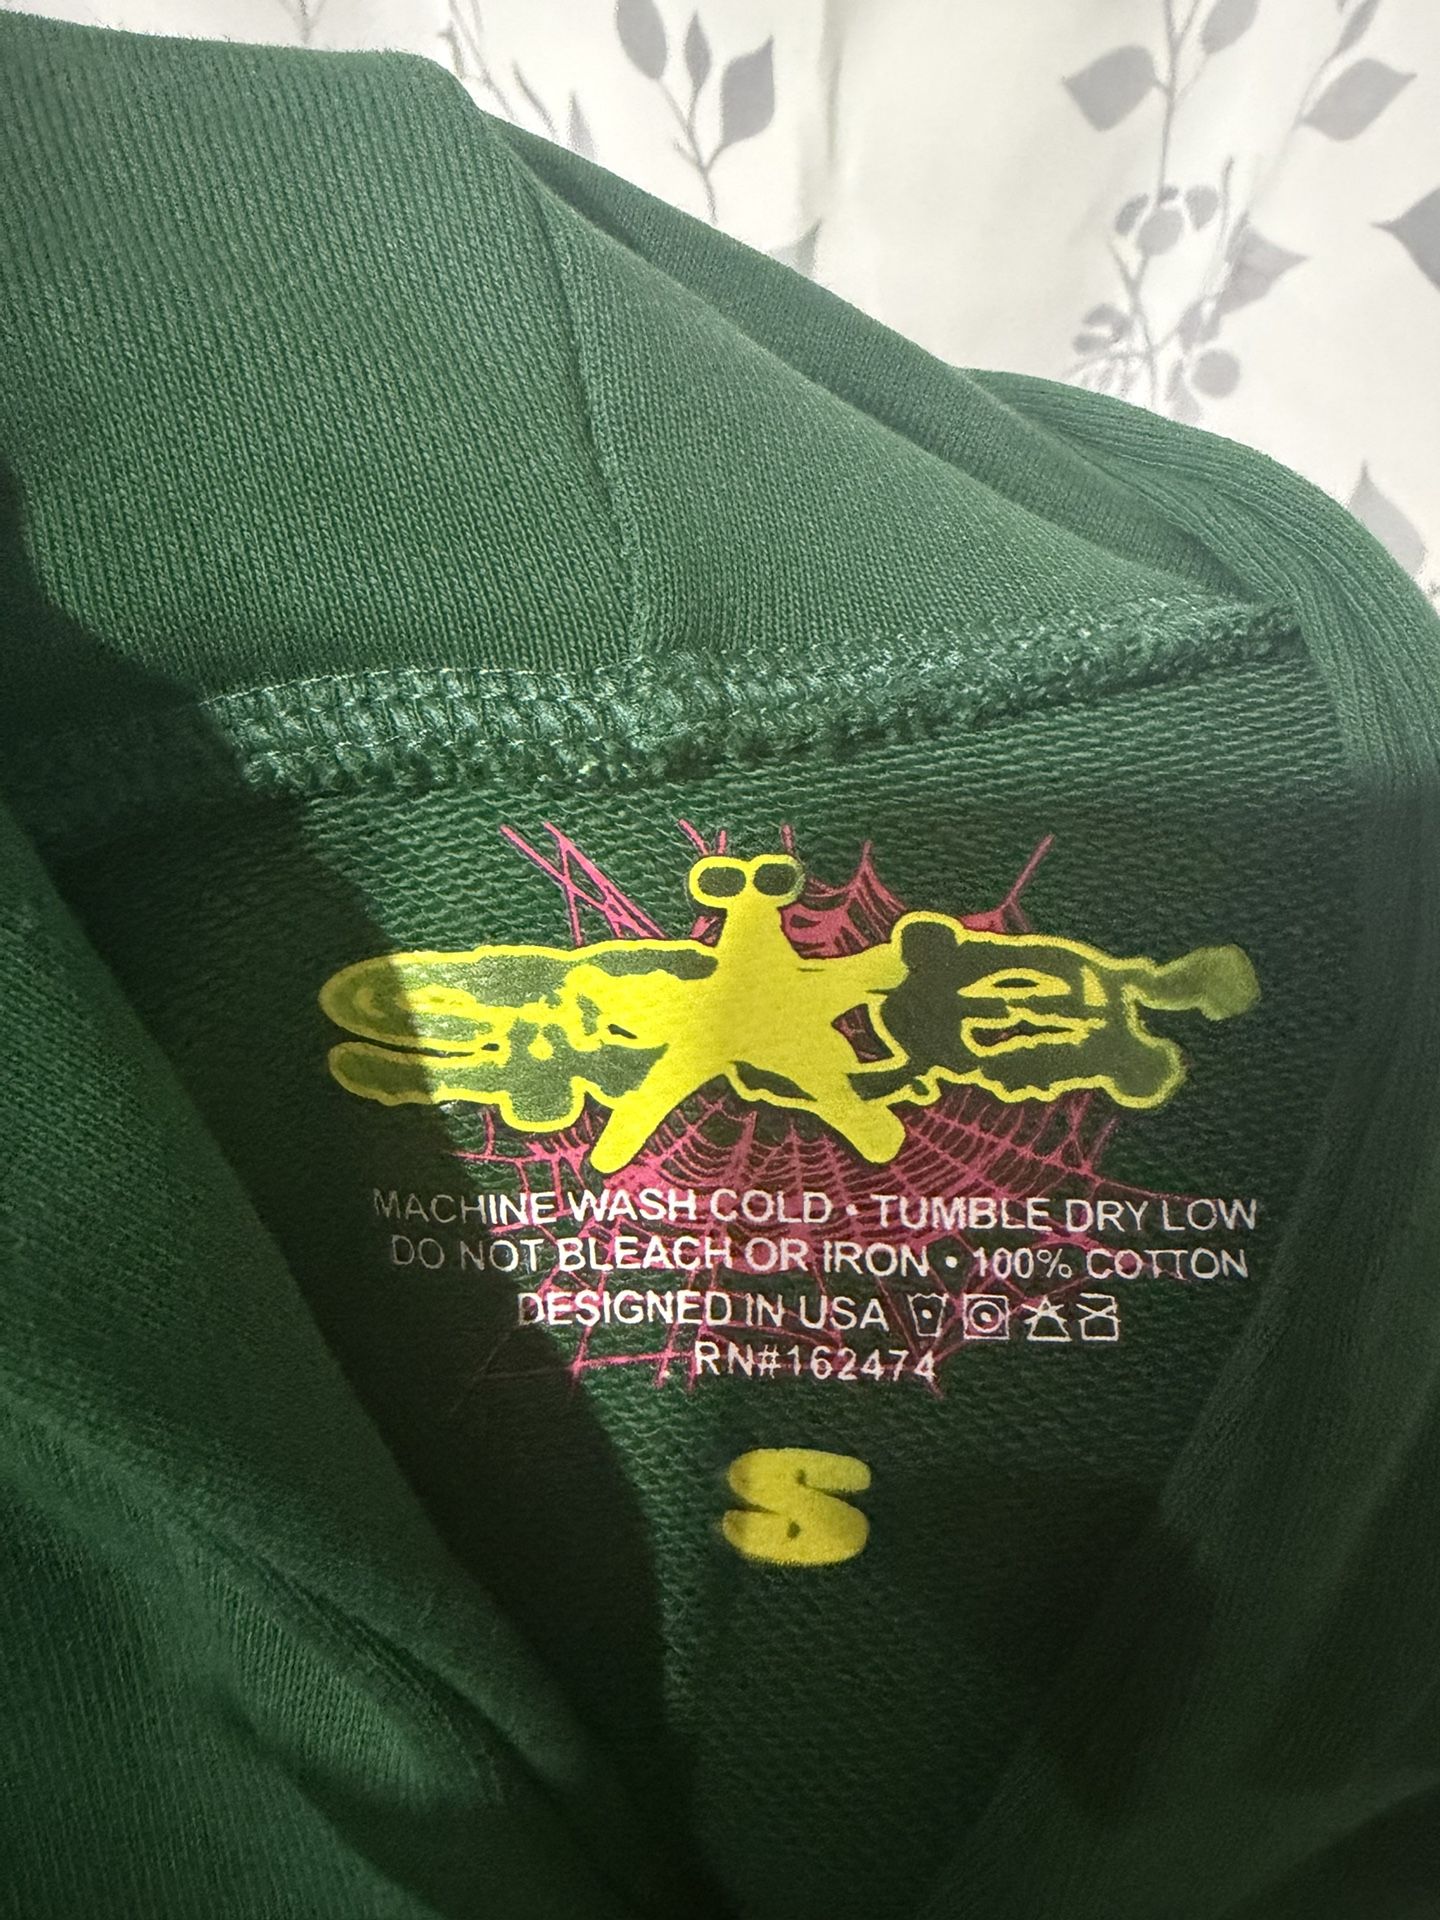 MACHINE WASH COLD • TUMBLE DRY LOW
DO NOT BLEACH OR IRON • 100% COTTON
DESIGNED IN USA
RN#162474
S